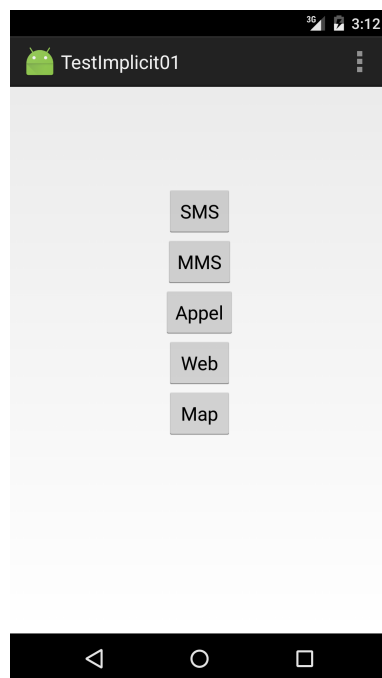 3G 3:12
TestImplicit01
SMS
MMS
Appel
Web
Map